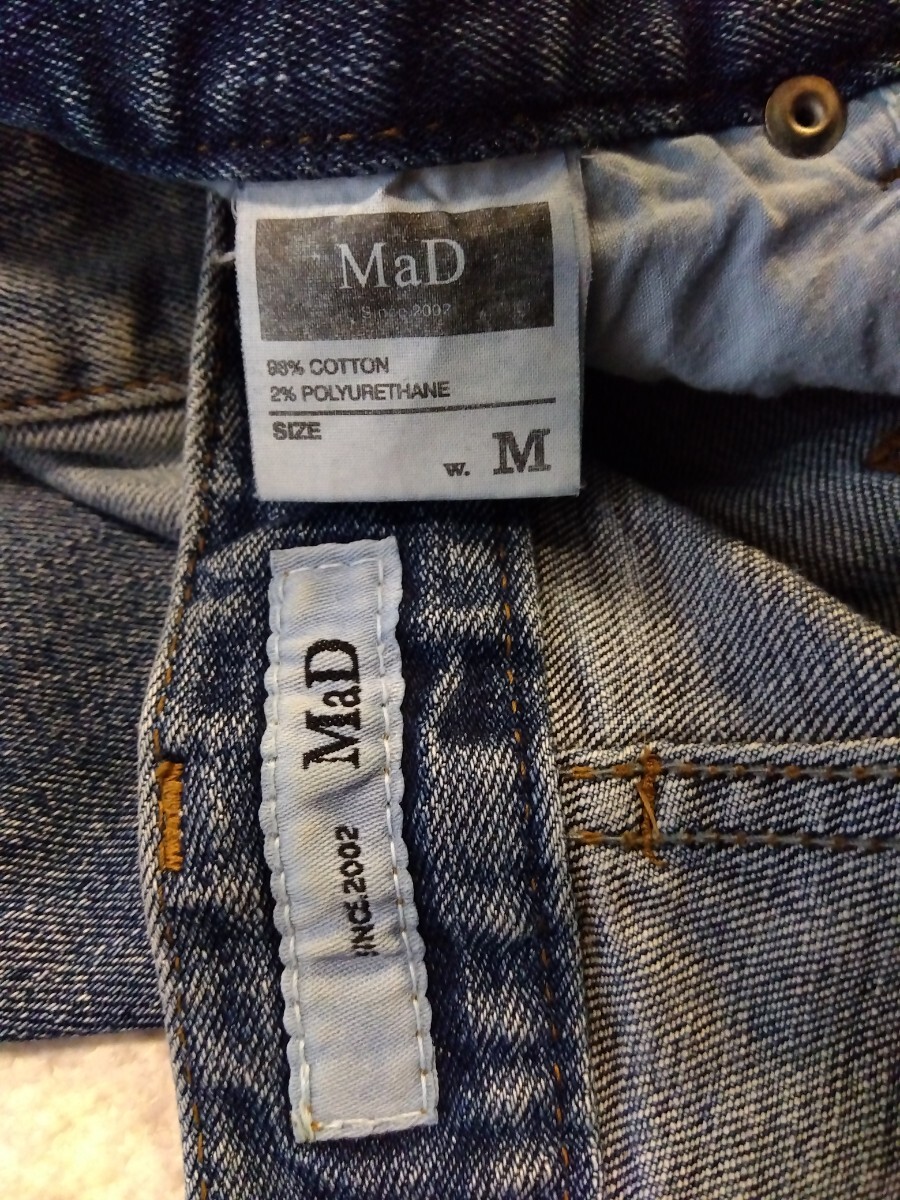 MaD
Since 2002
98% COTTON
2% POLYURETHANE
SIZE
W. M
MaD
SINCE.2002